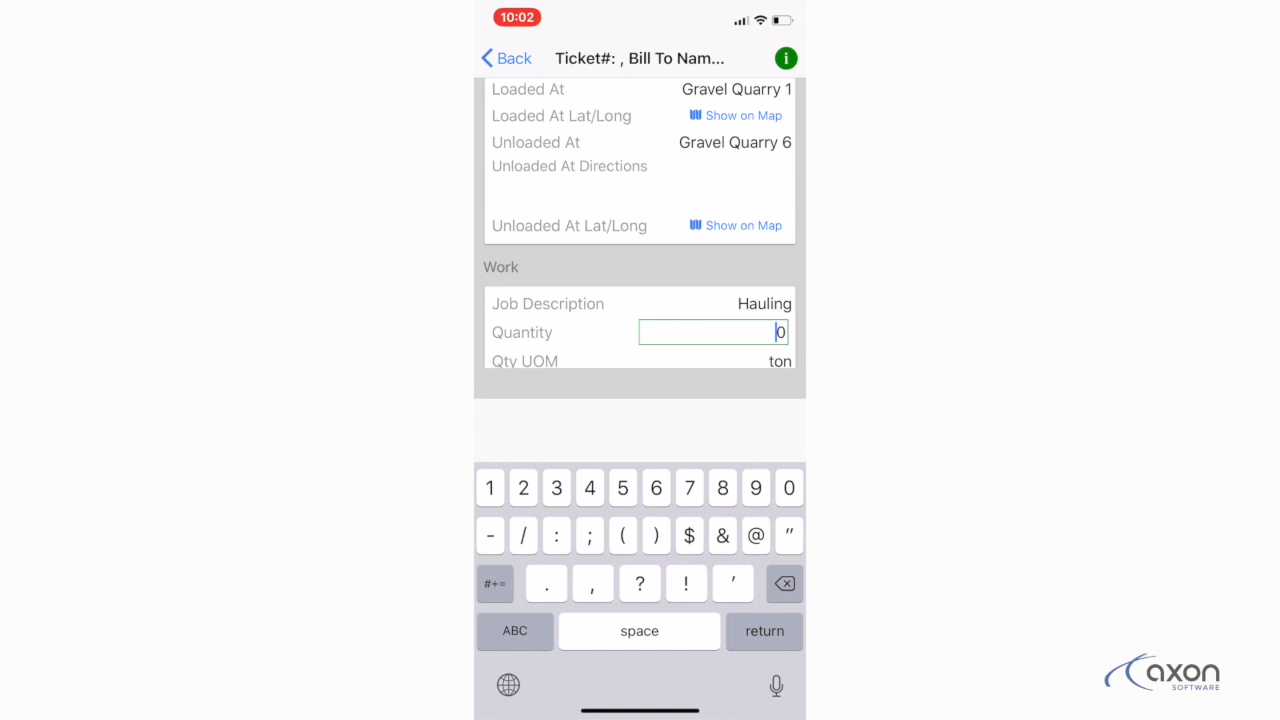 10:02
Back Ticket#: , Bill To Nam... i
Loaded At Gravel Quarry 1
Loaded At Lat/Long Show on Map
Unloaded At Gravel Quarry 6
Unloaded At Directions
Unloaded At Lat/Long Show on Map
Work
Job Description Hauling
Quantity 0
Qty UOM ton
1 2 3 4 5 6 7 8 9 0
- / : ; ( ) $ & @ "
#+= . , ? ! '
ABC space return
axon
SOFTWARE